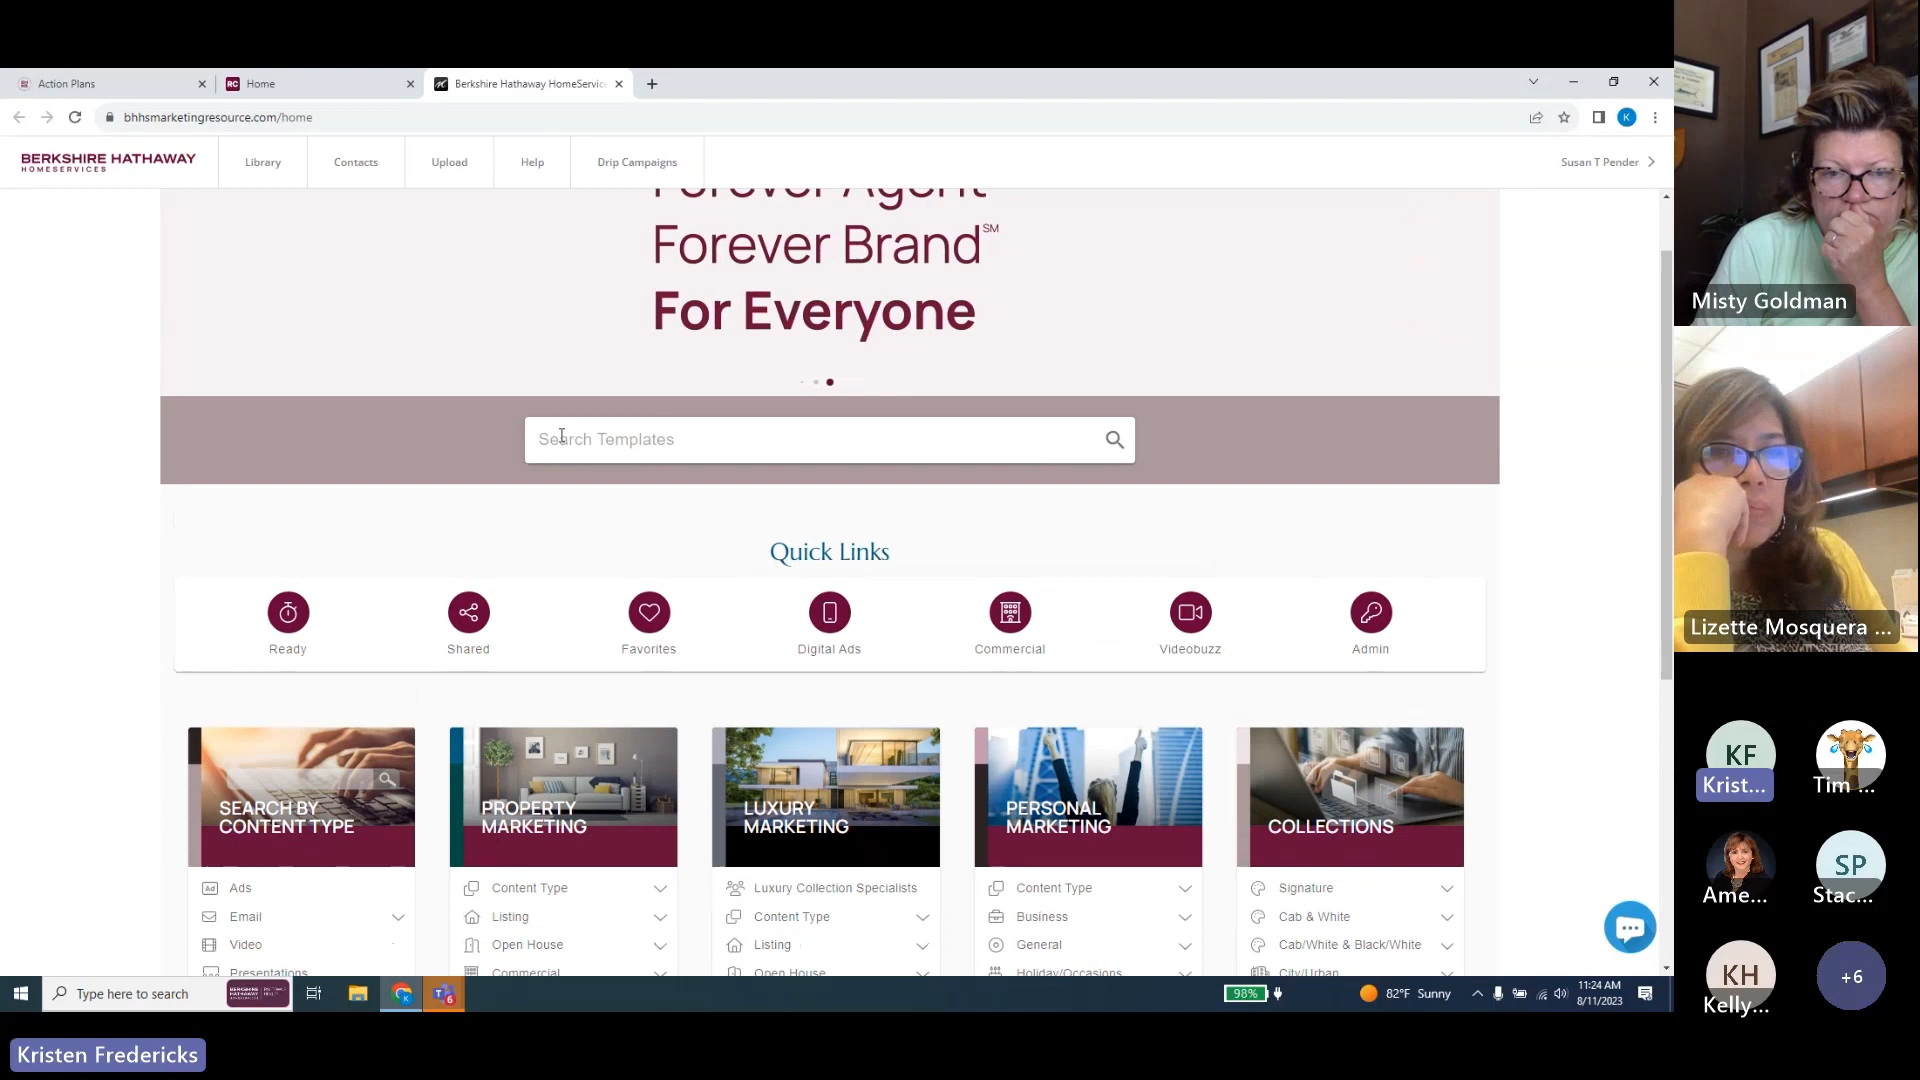 Action Plans
RC
Home
Berkshire Hathaway HomeServic
bhhsmarketingresource.com/home
K
BERKSHIRE HATHAWAY
HOMESERVICES
Library
Contacts
Upload
Help
Drip Campaigns
Susan T Pender
Forever Agent
Forever Brand SM
For Everyone
Search Templates
Quick Links
Ready
Shared
Favorites
Digital Ads
Commercial
Videobuzz
Admin
SEARCH BY
CONTENT TYPE
PROPERTY
MARKETING
LUXURY
MARKETING
PERSONAL
MARKETING
COLLECTIONS
Ad Ads
Email
Video
Presentations
Content Type
Listing
Open House
Commercial
Luxury Collection Specialists
Content Type
Listing
Open House
Content Type
Business
General
Holiday/Occasions
Signature
Cab & White
Cab/White & Black/White
City/Urban
Type here to search
98%
82°F Sunny
11:24 AM
8/11/2023
Kristen Fredericks
Misty Goldman
Lizette Mosquera ...
KF
Krist...
Tim ...
Ame...
SP
Stac...
KH
Kelly...
+6